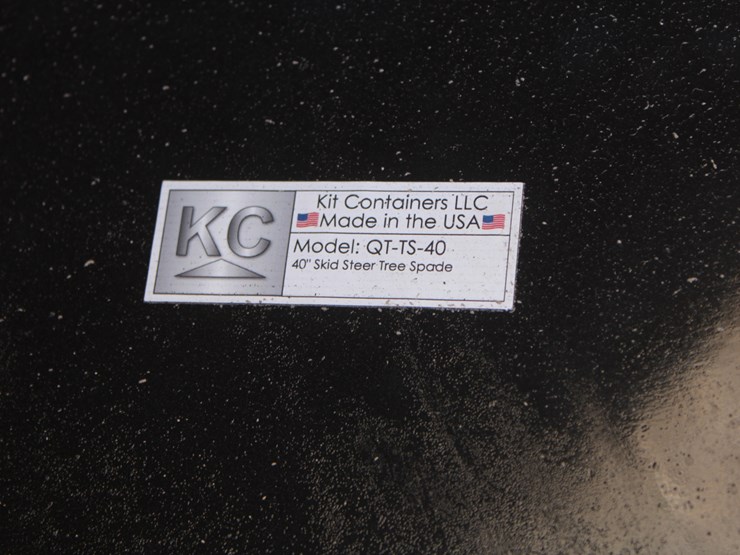 KC
Kit Containers LLC
Made in the USA
Model: QT-TS-40
40" Skid Steer Tree Spade